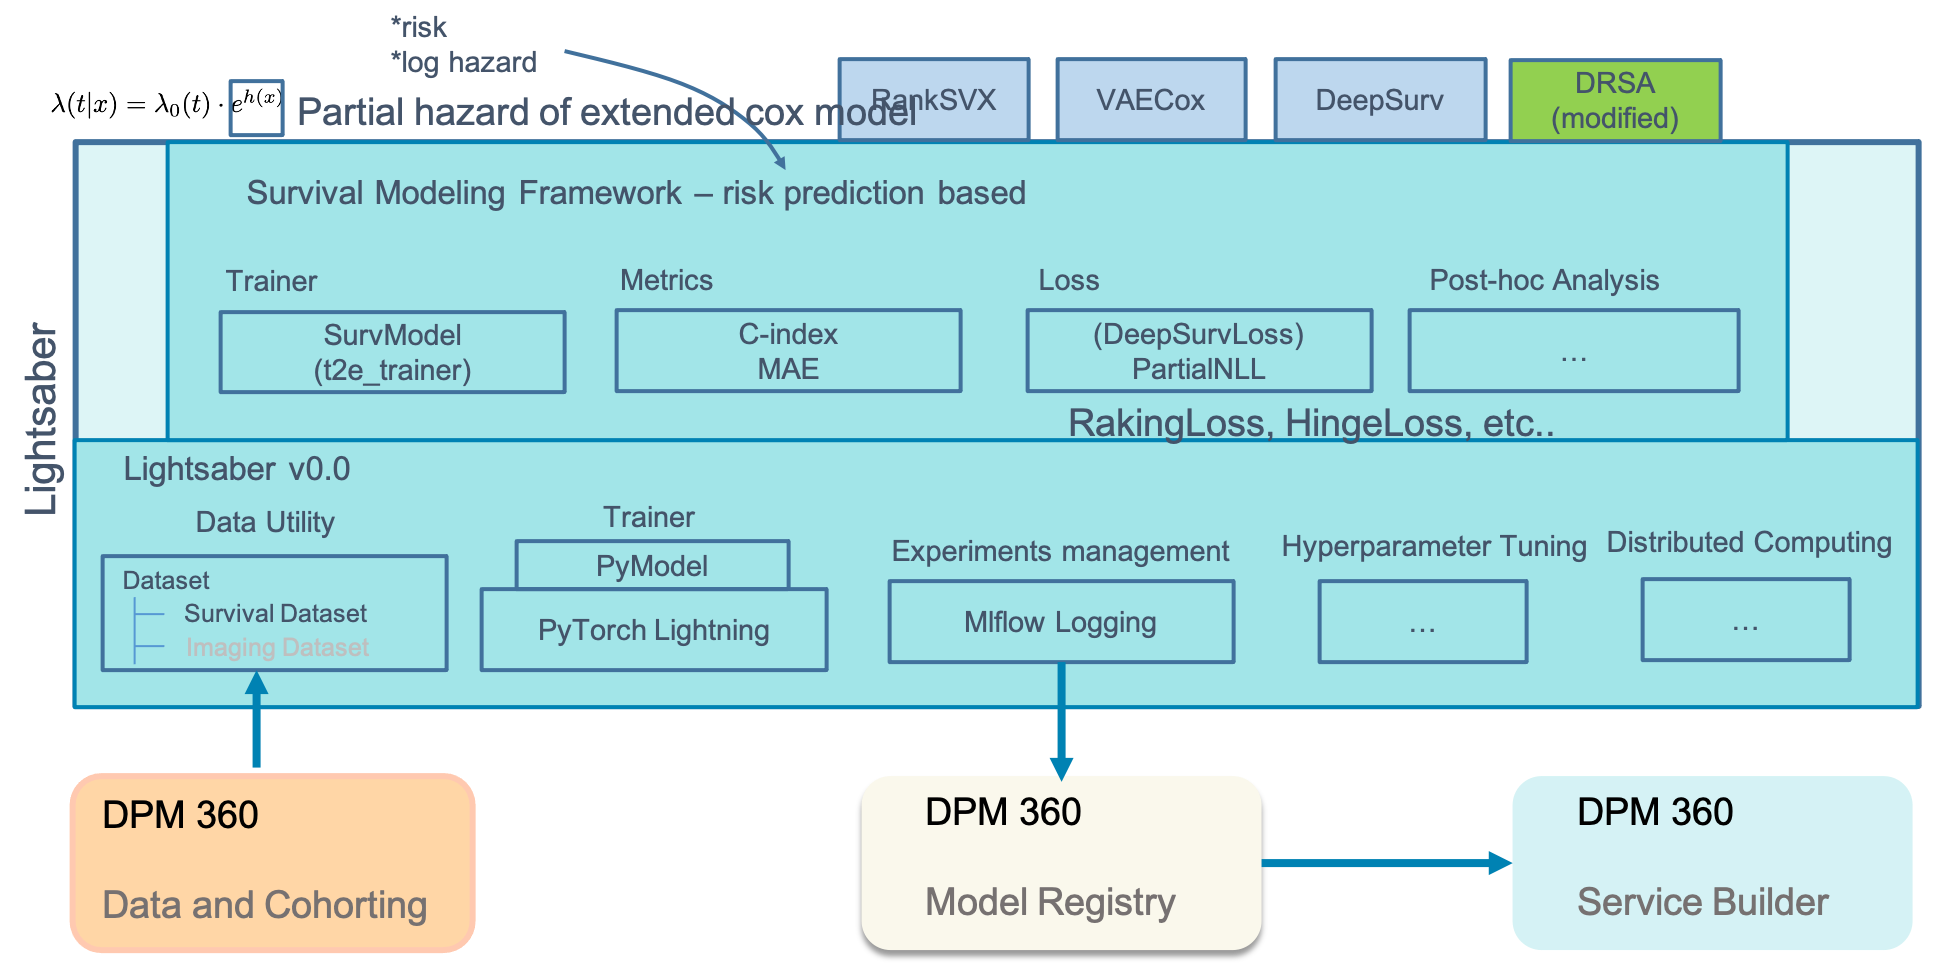 *risk
*log hazard
λ(t|x) = λ₀(t) · e^{h(x)}
Partial hazard of extended cox model
RankSVX
VAECox
DeepSurv
DRSA
(modified)
Survival Modeling Framework – risk prediction based
Trainer
SurvModel
(t2e_trainer)
Metrics
C-index
MAE
Loss
(DeepSurvLoss)
PartialNLL
RakingLoss, HingeLoss, etc..
Post-hoc Analysis
...
Lightsaber
Lightsaber v0.0
Data Utility
Dataset
Survival Dataset
Imaging Dataset
Trainer
PyModel
PyTorch Lightning
Experiments management
Mlflow Logging
Hyperparameter Tuning
...
Distributed Computing
...
DPM 360
Data and Cohorting
DPM 360
Model Registry
DPM 360
Service Builder